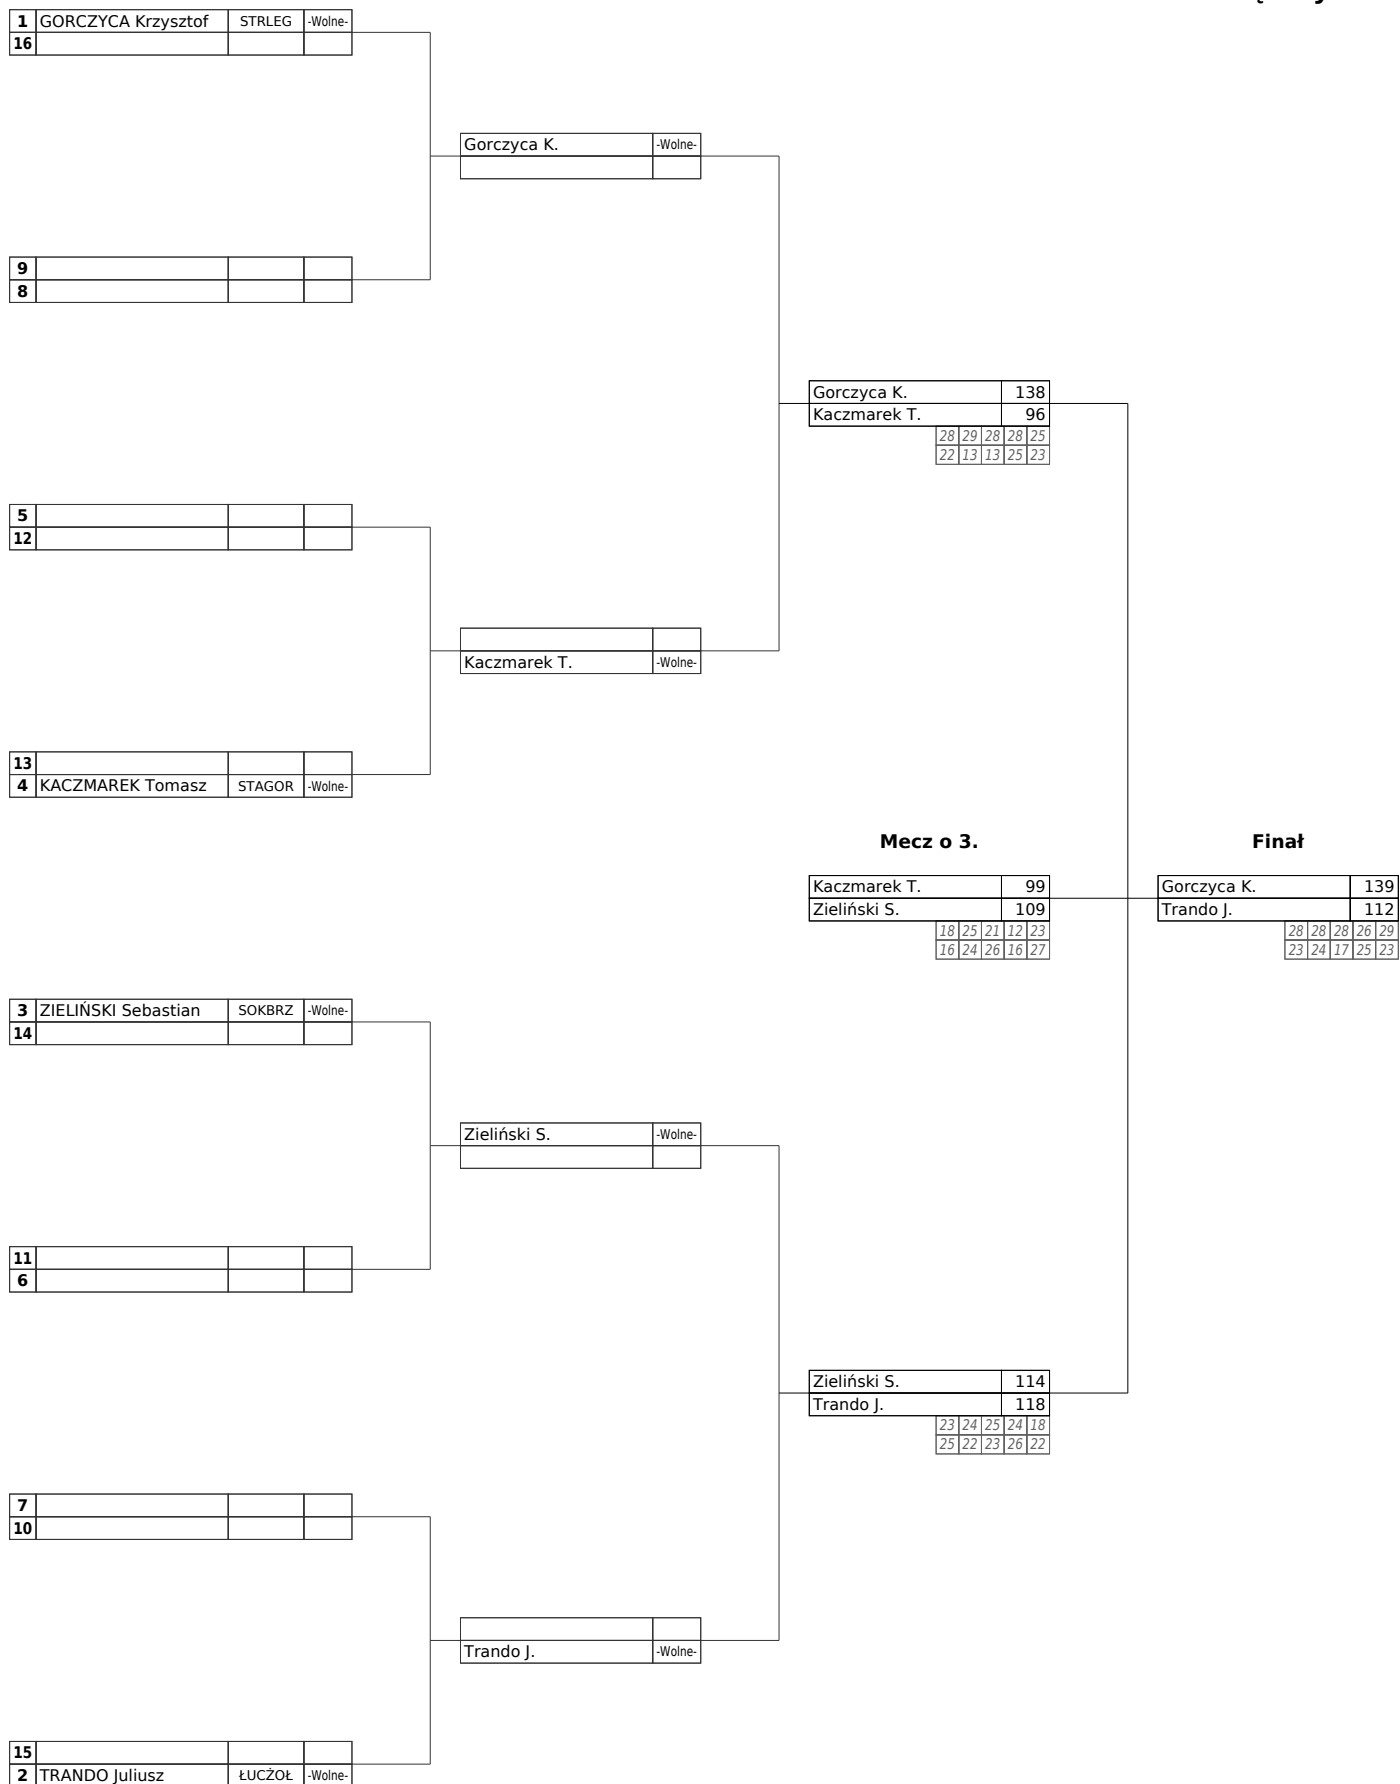 1 GORCZYCA Krzysztof STRLEG -Wolne-
16
Gorczyca K. -Wolne-
9
8
Gorczyca K. 138
Kaczmarek T. 96
28 29 28 28 25
22 13 13 25 23
5
12
Kaczmarek T. -Wolne-
13
4 KACZMAREK Tomasz STAGOR -Wolne-
Mecz o 3.
Finał
Kaczmarek T. 99
Zieliński S. 109
18 25 21 12 23
16 24 26 16 27
Gorczyca K. 139
Trando J. 112
28 28 28 26 29
23 24 17 25 23
3 ZIELIŃSKI Sebastian SOKBRZ -Wolne-
14
Zieliński S. -Wolne-
11
6
Zieliński S. 114
Trando J. 118
23 24 25 24 18
25 22 23 26 22
7
10
Trando J. -Wolne-
15
2 TRANDO Juliusz ŁUCŻOŁ -Wolne-